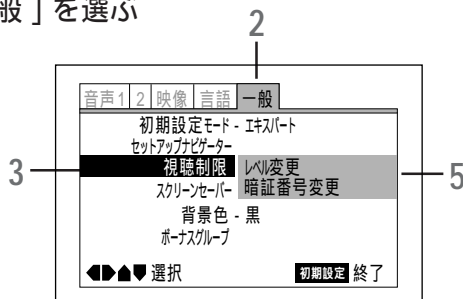 般］を選ぶ
2
音声1 2 映像 言語 一般
初期設定モード - エキスパート
セットアップナビゲーター
3 視聴制限 レベル変更 5
スクリーンセーバー 暗証番号変更
背景色 - 黒
ボーナスグループ
選択 初期設定 終了